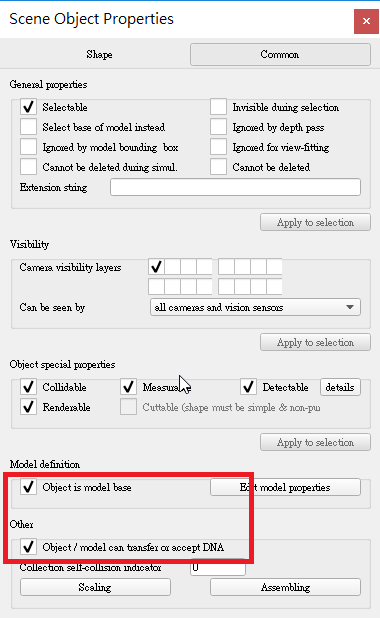 Scene Object Properties
Shape Common
General properties
Selectable Invisible during selection
Select base of model instead Ignored by depth pass
Ignored by model bounding box Ignored for view-fitting
Cannot be deleted during simul. Cannot be deleted
Extension string
Apply to selection
Visibility
Camera visibility layers
Can be seen by all cameras and vision sensors
Apply to selection
Object special properties
Collidable Detectable details
Renderable Cuttable (shape must be simple & non-pu
Apply to selection
Model definition
Object is model base Edit model properties
Other
Object / model can transfer or accept DNA
Collection self-collision indicator 0
Scaling Assembling